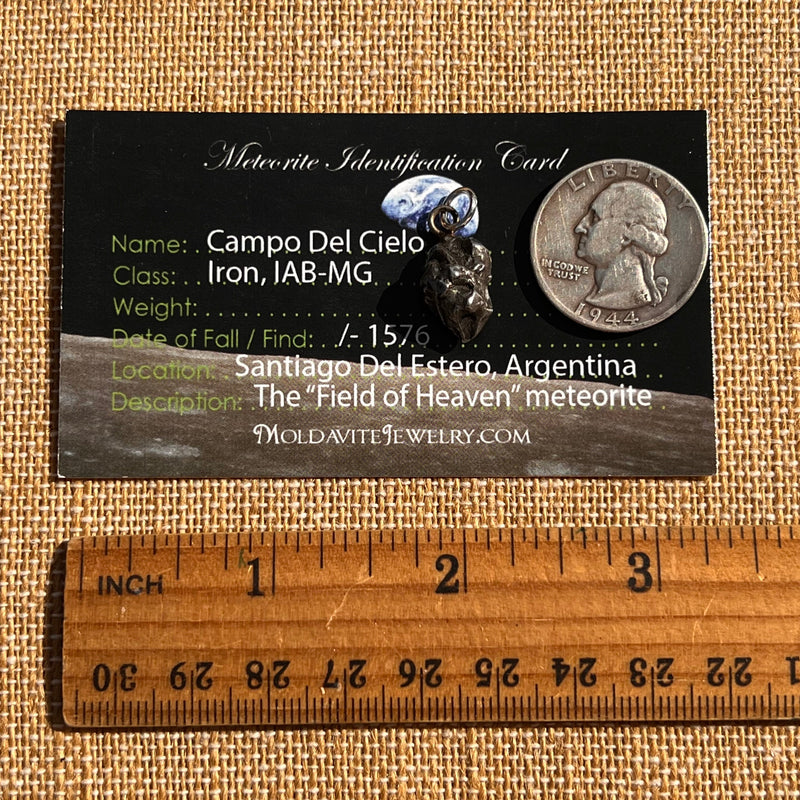 Meteorite Identification Card
Name: . Campo Del Cielo
Class: . . Iron, IAB-MG
Weight: . . . . . . . . . . . . . . . . . . . . . . . . . . . . . .
Date of Fall / Find: . . /- 1576 . . . . . . . . . . . . . . . . . .
Location: . . Santiago Del Estero, Argentina
Description: . The “Field of Heaven” meteorite
MOLDAVITEJEWELRY.COM
LIBERTY
IN GOD WE
TRUST
1944
INCH 1 2 3
30 29 28 27 26 25 24 23 22 1